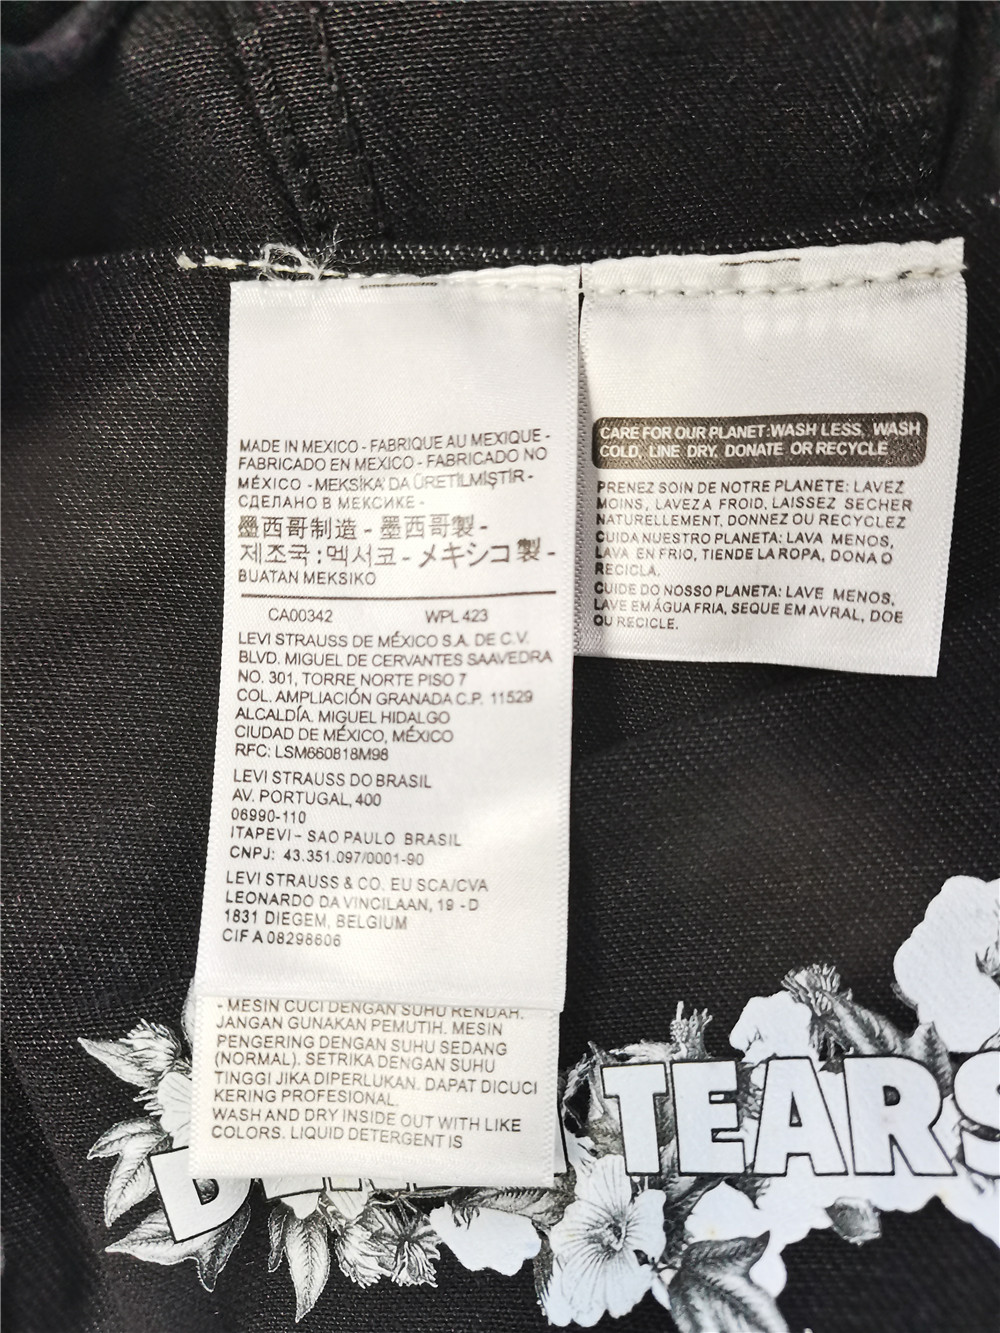 MADE IN MEXICO - FABRIQUE AU MEXIQUE -
FABRICADO EN MEXICO - FABRICADO NO
MÉXICO - MEKSİKA' DA ÜRETİLMİŞTİR -
СДЕЛАНО В МЕКСИКЕ -
墨西哥制造 - 墨西哥製 -
제조국 : 멕시코 - メキシコ製 -
BUATAN MEKSIKO
CA00342 WPL 423
LEVI STRAUSS DE MÉXICO S.A. DE C.V.
BLVD. MIGUEL DE CERVANTES SAAVEDRA
NO. 301, TORRE NORTE PISO 7
COL. AMPLIACIÓN GRANADA C.P. 11529
ALCALDÍA. MIGUEL HIDALGO
CIUDAD DE MÉXICO, MÉXICO
RFC: LSM660818M98
LEVI STRAUSS DO BRASIL
AV. PORTUGAL, 400
06990-110
ITAPEVI - SAO PAULO BRASIL
CNPJ: 43.351.097/0001-90
LEVI STRAUSS & CO. EU SCA/CVA
LEONARDO DA VINCILAAN, 19 - D
1831 DIEGEM, BELGIUM
CIF A 08298606
- MESIN CUCI DENGAN SUHU RENDAH.
JANGAN GUNAKAN PEMUTIH. MESIN
PENGERING DENGAN SUHU SEDANG
(NORMAL). SETRIKA DENGAN SUHU
TINGGI JIKA DIPERLUKAN. DAPAT DICUCI
KERING PROFESIONAL.
WASH AND DRY INSIDE OUT WITH LIKE
COLORS. LIQUID DETERGENT IS
CARE FOR OUR PLANET: WASH LESS, WASH
COLD, LINE DRY, DONATE OR RECYCLE
PRENEZ SOIN DE NOTRE PLANÈTE: LAVEZ
MOINS, LAVEZ A FROID, LAISSEZ SECHER
NATURELLEMENT, DONNEZ OU RECYCLEZ
CUIDA NUESTRO PLANETA: LAVA MENOS,
LAVA EN FRIO, TIENDE LA ROPA, DONA O
RECICLA.
CUIDE DO NOSSO PLANETA: LAVE MENOS,
LAVE EM ÁGUA FRIA, SEQUE EM AVRAL, DOE
OU RECICLE.
TEARS